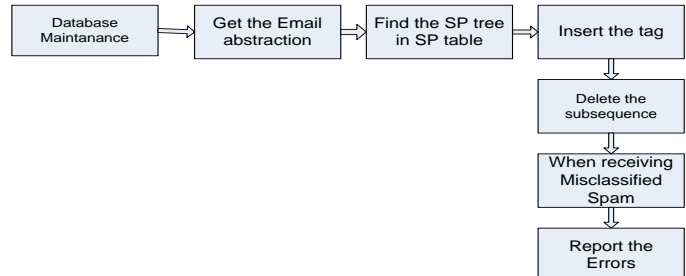 Database
Maintanance
Get the Email
abstraction
Find the SP tree
in SP table
Insert the tag
Delete the
subsequence
When receiving
Misclassified
Spam
Report the
Errors